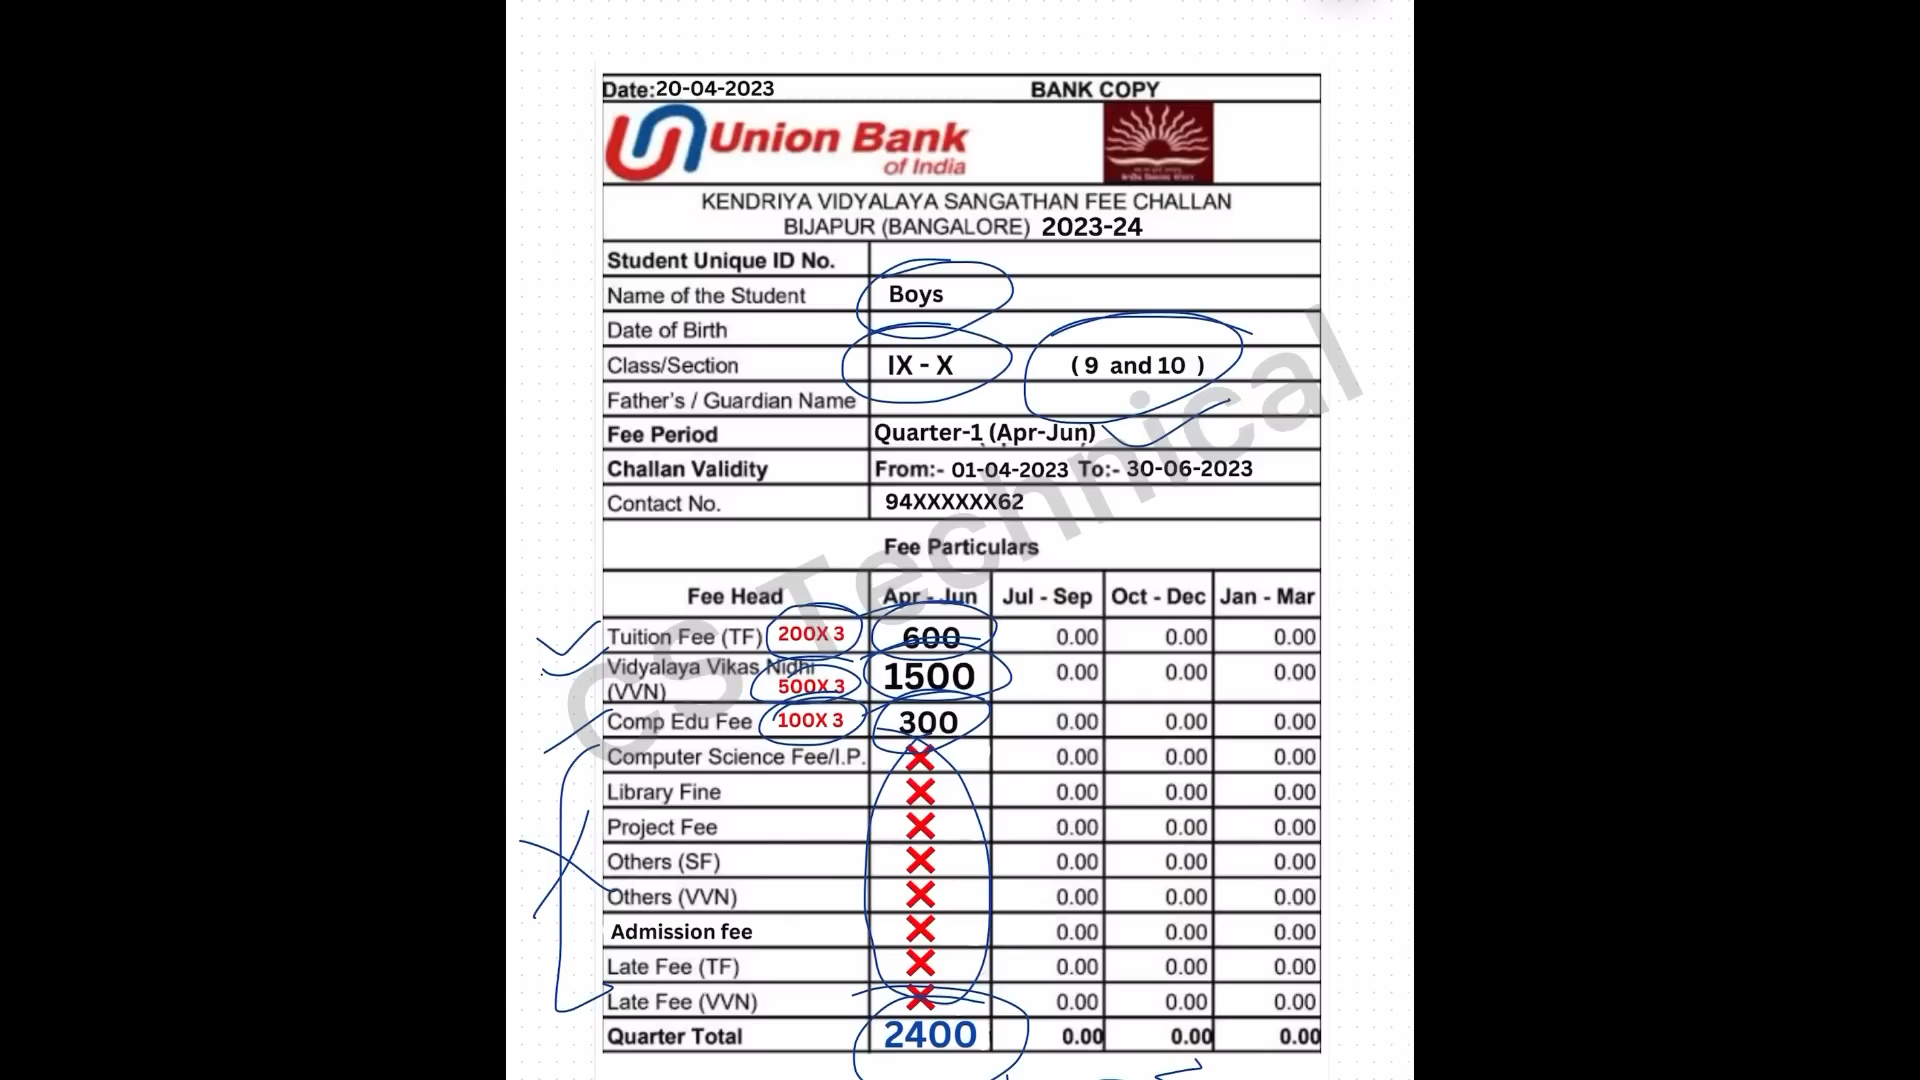 Date:20-04-2023 BANK COPY
Union Bank
of India
KENDRIYA VIDYALAYA SANGATHAN FEE CHALLAN
BIJAPUR (BANGALORE) 2023-24
Student Unique ID No.
Name of the Student Boys
Date of Birth
Class/Section IX - X ( 9 and 10 )
Father's / Guardian Name
Fee Period Quarter-1 (Apr-Jun)
Challan Validity From:- 01-04-2023 To:- 30-06-2023
Contact No. 94XXXXXX62
Fee Particulars
Fee Head Apr - Jun Jul - Sep Oct - Dec Jan - Mar
Tuition Fee (TF) 200X 3 600 0.00 0.00 0.00
Vidyalaya Vikas Nidhi
(VVN) 500X 3 1500 0.00 0.00 0.00
Comp Edu Fee 100X 3 300 0.00 0.00 0.00
Computer Science Fee/I.P. 0.00 0.00 0.00
Library Fine 0.00 0.00 0.00
Project Fee 0.00 0.00 0.00
Others (SF) 0.00 0.00 0.00
Others (VVN) 0.00 0.00 0.00
Admission fee 0.00 0.00 0.00
Late Fee (TF) 0.00 0.00 0.00
Late Fee (VVN) 0.00 0.00 0.00
Quarter Total 2400 0.00 0.00 0.00
CS Technical